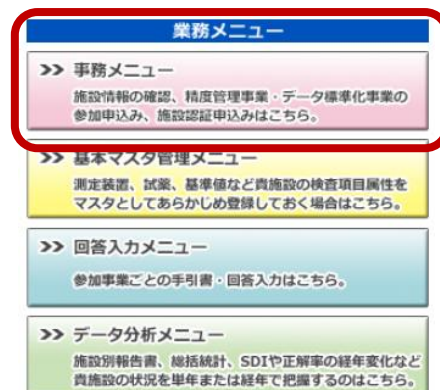 業務メニュー
>> 事務メニュー
施設情報の確認、精度管理事業・データ標準化事業の
参加申込み、施設認証申込みはこちら。
>> 基本マスタ管理メニュー
測定装置、試薬、基準値など貴施設の検査項目属性を
マスタとしてあらかじめ登録しておく場合はこちら。
>> 回答入力メニュー
参加事業ごとの手引書・回答入力はこちら。
>> データ分析メニュー
施設別報告書、総括統計、SDIや正解率の経年変化など
貴施設の状況を単年または経年で把握するのはこちら。